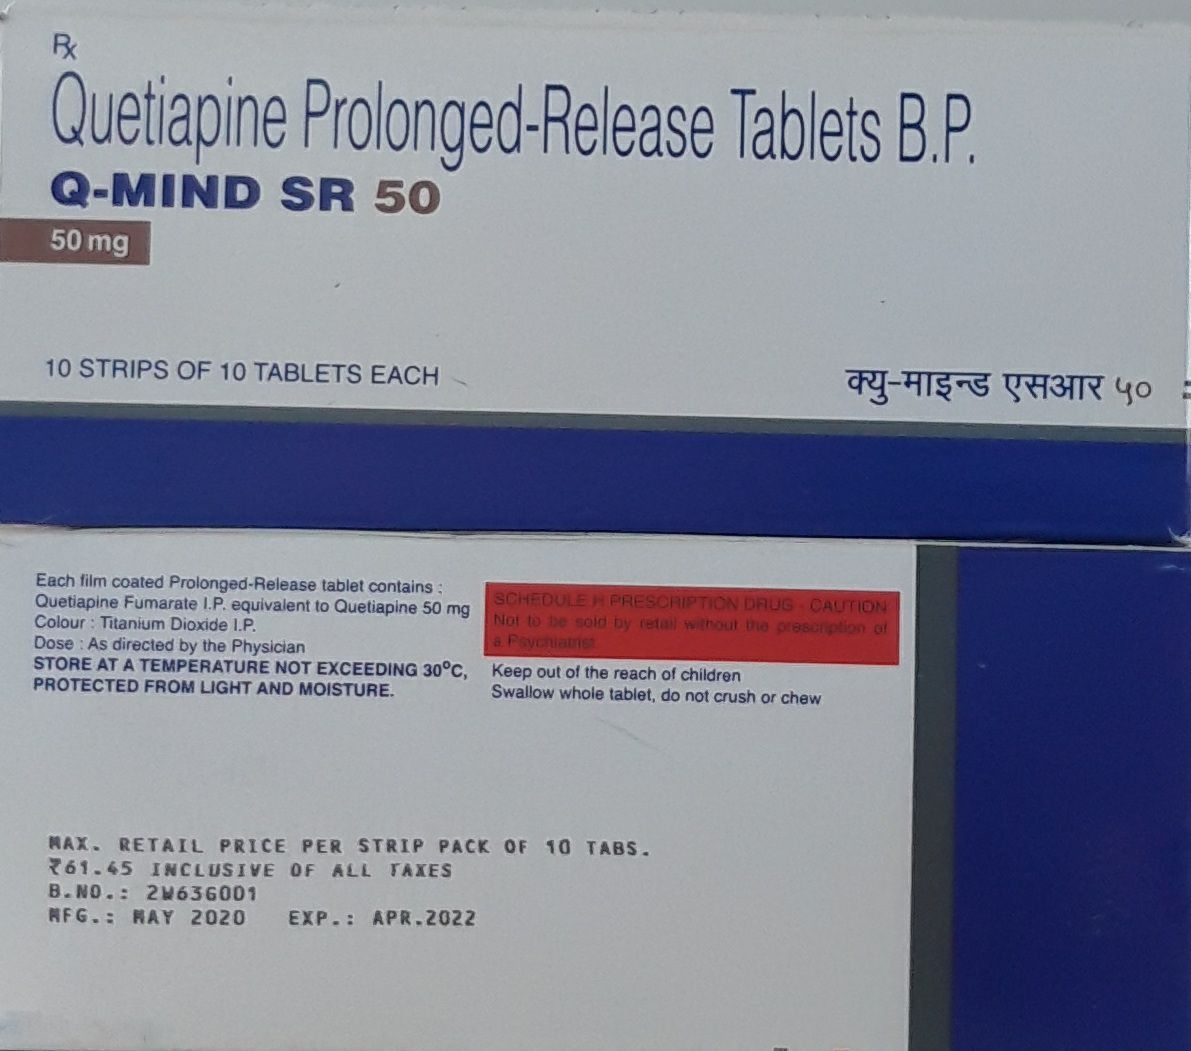 Rx
Quetiapine Prolonged-Release Tablets B.P.
Q-MIND SR 50
50 mg
10 STRIPS OF 10 TABLETS EACH
क्यु-माइन्ड एसआर ५०
Each film coated Prolonged-Release tablet contains :
Quetiapine Fumarate I.P. equivalent to Quetiapine 50 mg
Colour : Titanium Dioxide I.P.
Dose : As directed by the Physician
STORE AT A TEMPERATURE NOT EXCEEDING 30°C,
PROTECTED FROM LIGHT AND MOISTURE.
SCHEDULE H PRESCRIPTION DRUG - CAUTION
Not to be sold by retail without the prescription of
a Psychiatrist.
Keep out of the reach of children
Swallow whole tablet, do not crush or chew
MAX. RETAIL PRICE PER STRIP PACK OF 10 TABS.
₹61.45 INCLUSIVE OF ALL TAXES
B.NO.: 2W63G001
MFG.: MAY 2020 EXP.: APR.2022